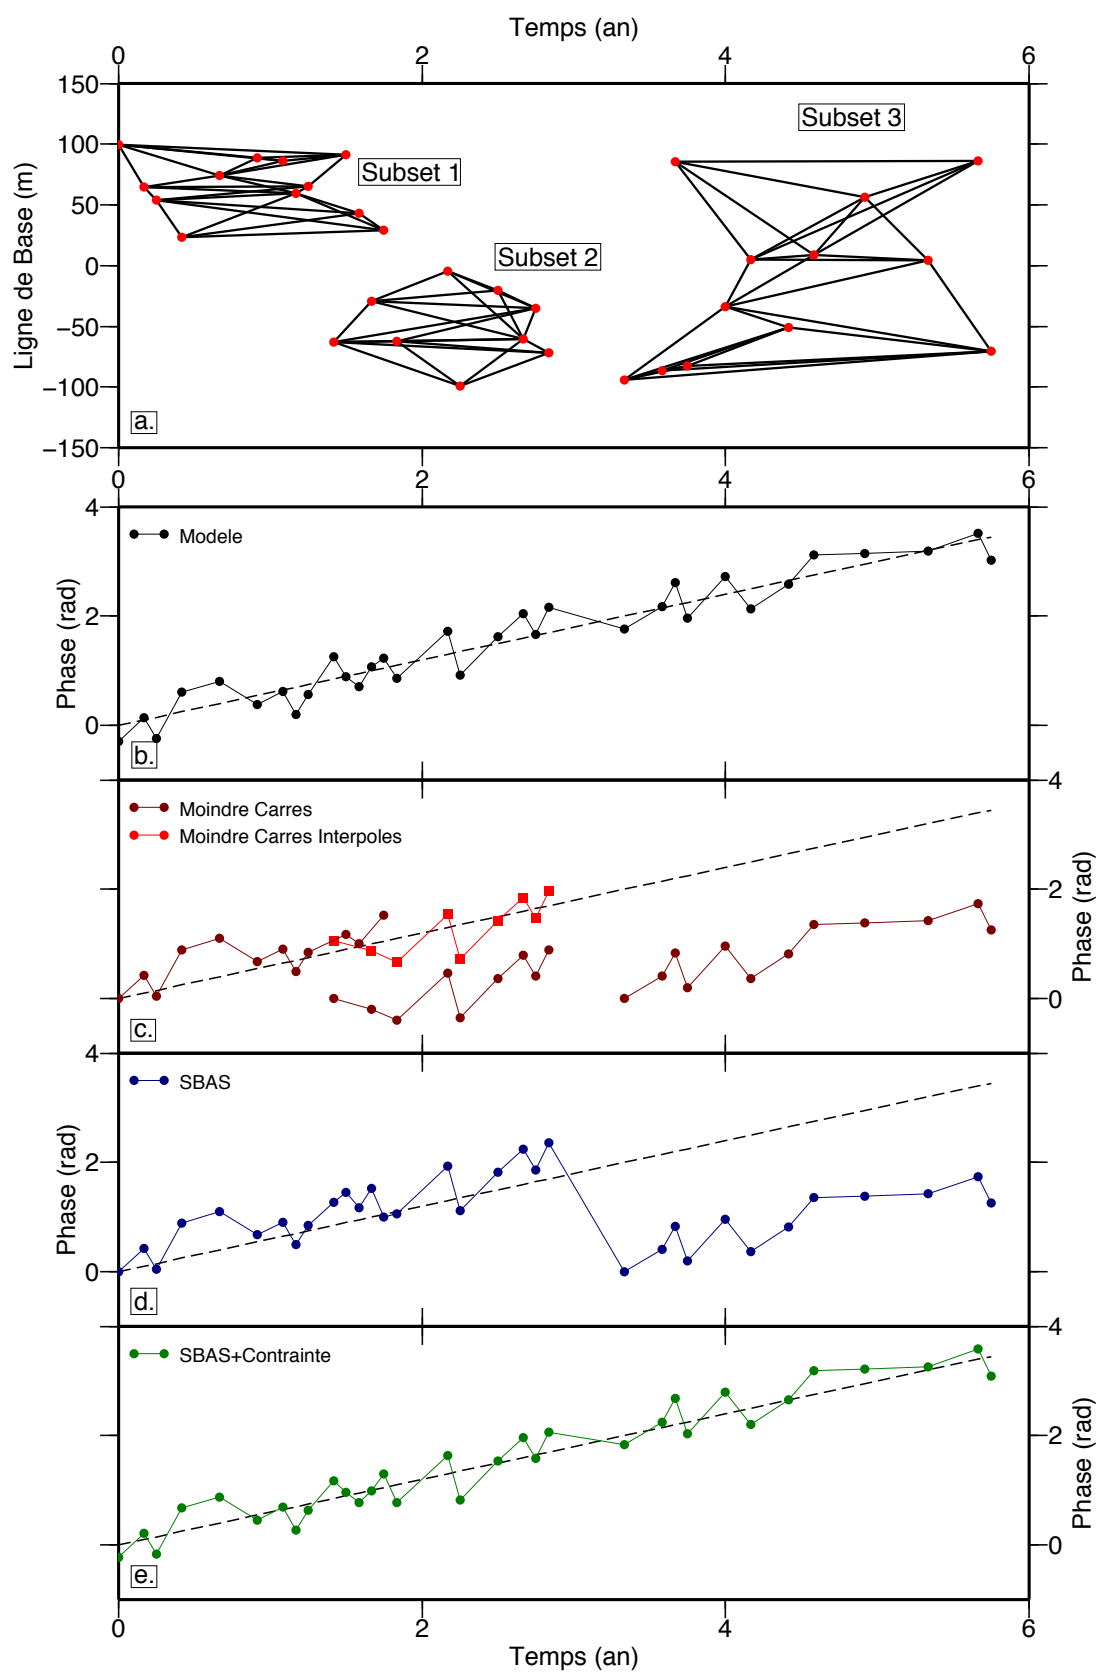 Temps (an)
0 2 4 6
150
100
50
0
−50
−100
−150
Ligne de Base (m)
Subset 1
Subset 2
Subset 3
a.
0 2 4 6
4
2
0
Phase (rad)
Modele
b.
4
2
0
Phase (rad)
Moindre Carres
Moindre Carres Interpoles
c.
4
2
0
Phase (rad)
SBAS
d.
4
2
0
Phase (rad)
SBAS+Contrainte
e.
0 2 4 6
Temps (an)